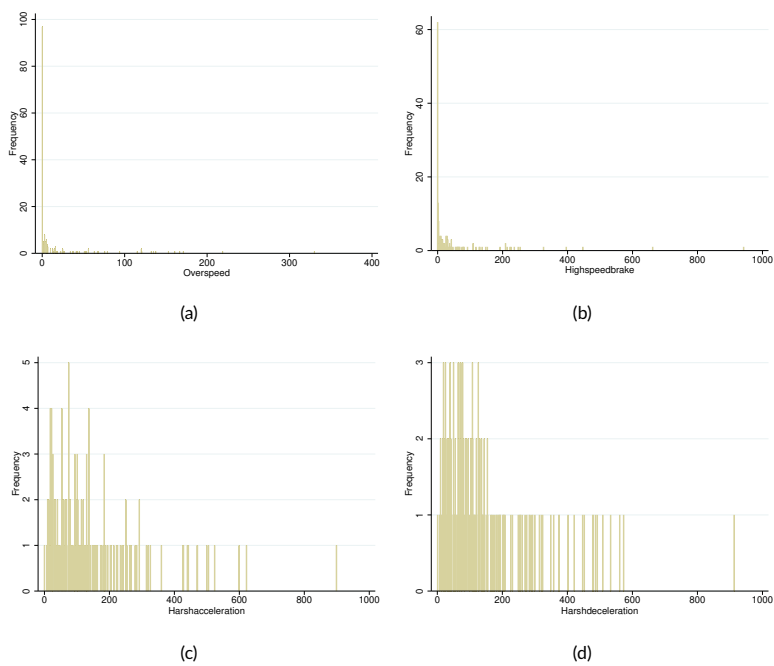 Frequency
0 20 40 60 80 100
0 100 200 300 400
Overspeed
(a)
Frequency
0 20 40 60
0 200 400 600 800 1000
Highspeedbrake
(b)
Frequency
0 1 2 3 4 5
0 200 400 600 800 1000
Harshacceleration
(c)
Frequency
0 1 2 3
0 200 400 600 800 1000
Harshdeceleration
(d)